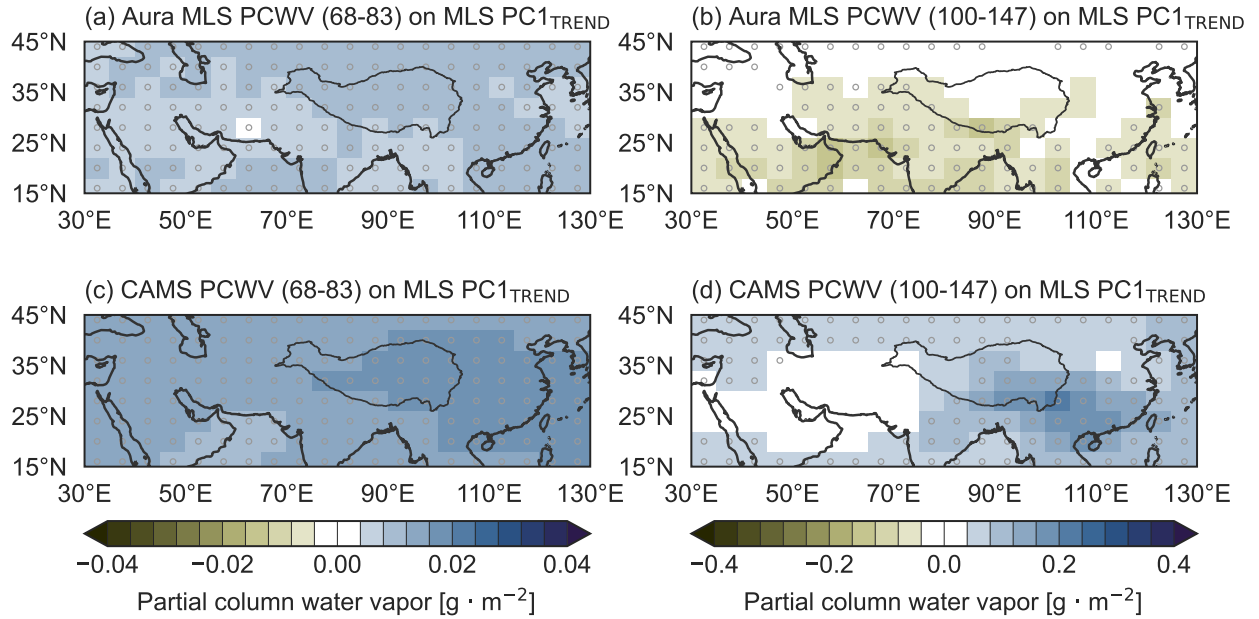 (a) Aura MLS PCWV (68-83) on MLS PC1TREND
(b) Aura MLS PCWV (100-147) on MLS PC1TREND
45°N
35°N
25°N
15°N
30°E 50°E 70°E 90°E 110°E 130°E
45°N
35°N
25°N
15°N
30°E 50°E 70°E 90°E 110°E 130°E
(c) CAMS PCWV (68-83) on MLS PC1TREND
(d) CAMS PCWV (100-147) on MLS PC1TREND
45°N
35°N
25°N
15°N
30°E 50°E 70°E 90°E 110°E 130°E
45°N
35°N
25°N
15°N
30°E 50°E 70°E 90°E 110°E 130°E
−0.04 −0.02 0.00 0.02 0.04
Partial column water vapor [g · m⁻²]
−0.4 −0.2 0.0 0.2 0.4
Partial column water vapor [g · m⁻²]